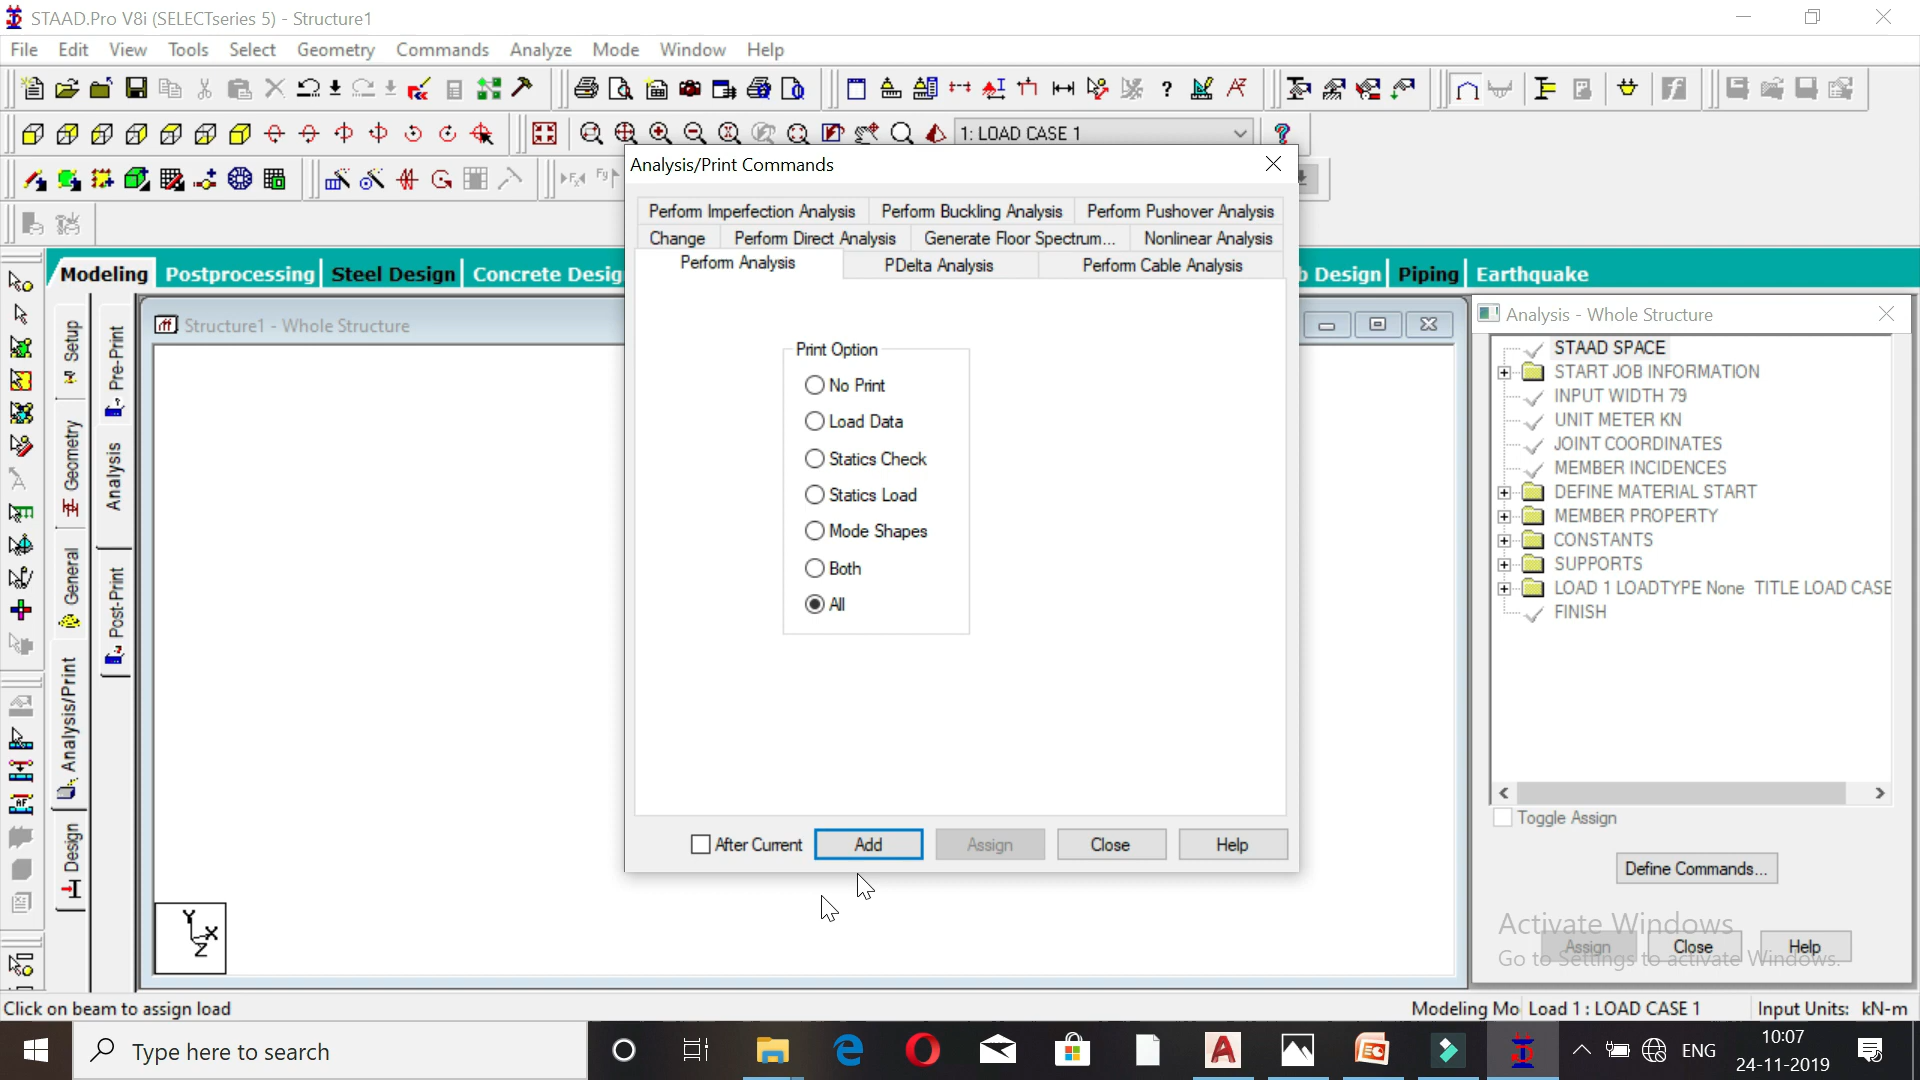 STAAD.Pro V8i (SELECTseries 5) - Structure1
File Edit View Tools Select Geometry Commands Analyze Mode Window Help
1: LOAD CASE 1
Analysis/Print Commands
Perform Imperfection Analysis Perform Buckling Analysis Perform Pushover Analysis
Change Perform Direct Analysis Generate Floor Spectrum... Nonlinear Analysis
Perform Analysis PDelta Analysis Perform Cable Analysis
Modeling Postprocessing Steel Design Concrete Desig b Design Piping Earthquake
Structure1 - Whole Structure
Setup
Geometry
General
Analysis/Print
Design
Pre-Print
Analysis
Post-Print
Print Option
No Print
Load Data
Statics Check
Statics Load
Mode Shapes
Both
All
After Current Add Assign Close Help
Y
X
Z
Analysis - Whole Structure
STAAD SPACE
START JOB INFORMATION
INPUT WIDTH 79
UNIT METER KN
JOINT COORDINATES
MEMBER INCIDENCES
DEFINE MATERIAL START
MEMBER PROPERTY
CONSTANTS
SUPPORTS
LOAD 1 LOADTYPE None TITLE LOAD CASE
FINISH
Toggle Assign
Define Commands...
Activate Windows
Assign Close Help
Go to Settings to activate Windows.
Click on beam to assign load
Modeling Mo Load 1 : LOAD CASE 1 Input Units: kN-m
Type here to search
ENG
10:07
24-11-2019